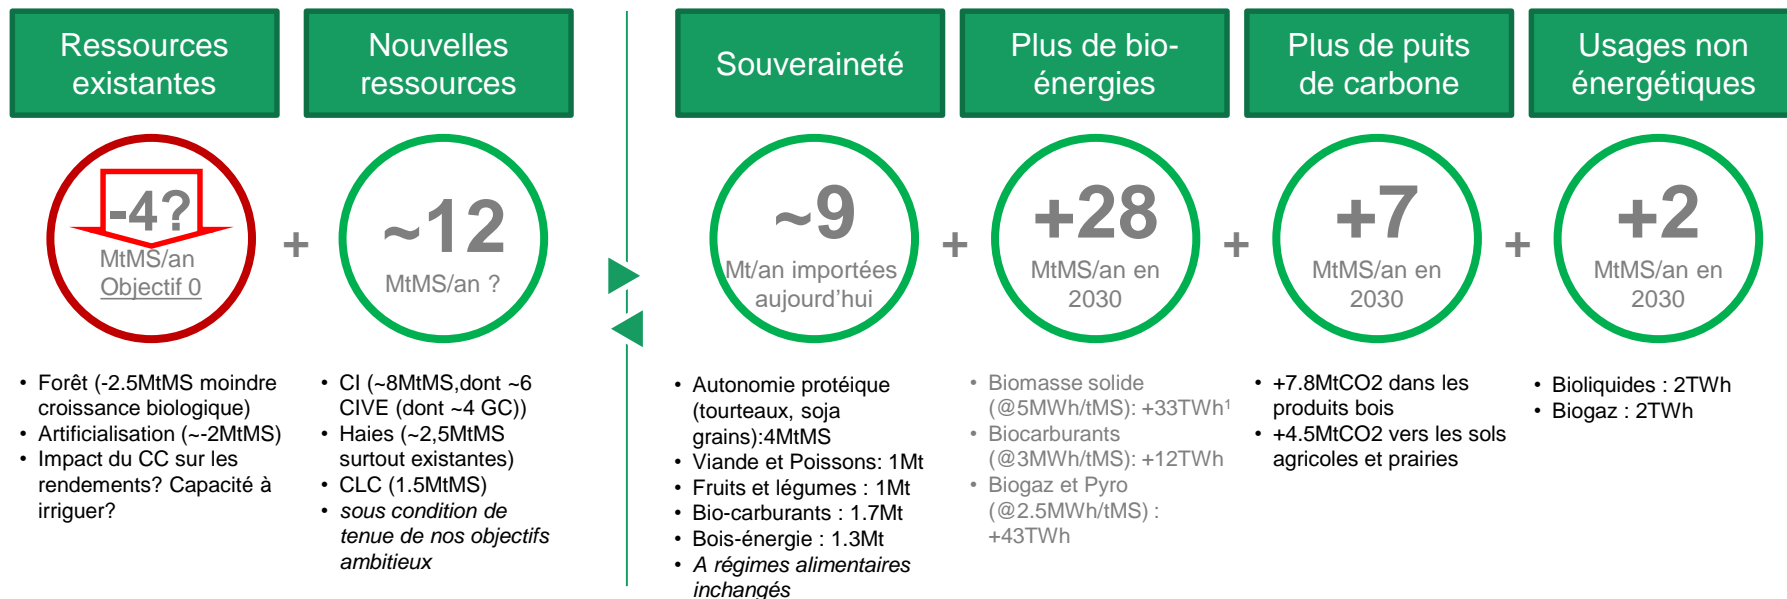 Ressources
existantes
-4?
MtMS/an
Objectif 0
• Forêt (-2.5MtMS moindre
croissance biologique)
• Artificialisation (~-2MtMS)
• Impact du CC sur les
rendements? Capacité à
irriguer?
+
Nouvelles
ressources
~12
MtMS/an ?
• CI (~8MtMS,dont ~6
CIVE (dont ~4 GC))
• Haies (~2,5MtMS
surtout existantes)
• CLC (1.5MtMS)
• sous condition de
tenue de nos objectifs
ambitieux
Souveraineté
~9
Mt/an importées
aujourd’hui
• Autonomie protéique
(tourteaux, soja
grains):4MtMS
• Viande et Poissons: 1Mt
• Fruits et légumes : 1Mt
• Bio-carburants : 1.7Mt
• Bois-énergie : 1.3Mt
• A régimes alimentaires
inchangés
+
Plus de bio-
énergies
+28
MtMS/an en
2030
• Biomasse solide
(@5MWh/tMS): +33TWh¹
• Biocarburants
(@3MWh/tMS): +12TWh
• Biogaz et Pyro
(@2.5MWh/tMS) :
+43TWh
+
Plus de puits
de carbone
+7
MtMS/an en
2030
• +7.8MtCO2 dans les
produits bois
• +4.5MtCO2 vers les sols
agricoles et prairies
+
Usages non
énergétiques
+2
MtMS/an en
2030
• Bioliquides : 2TWh
• Biogaz: 2TWh